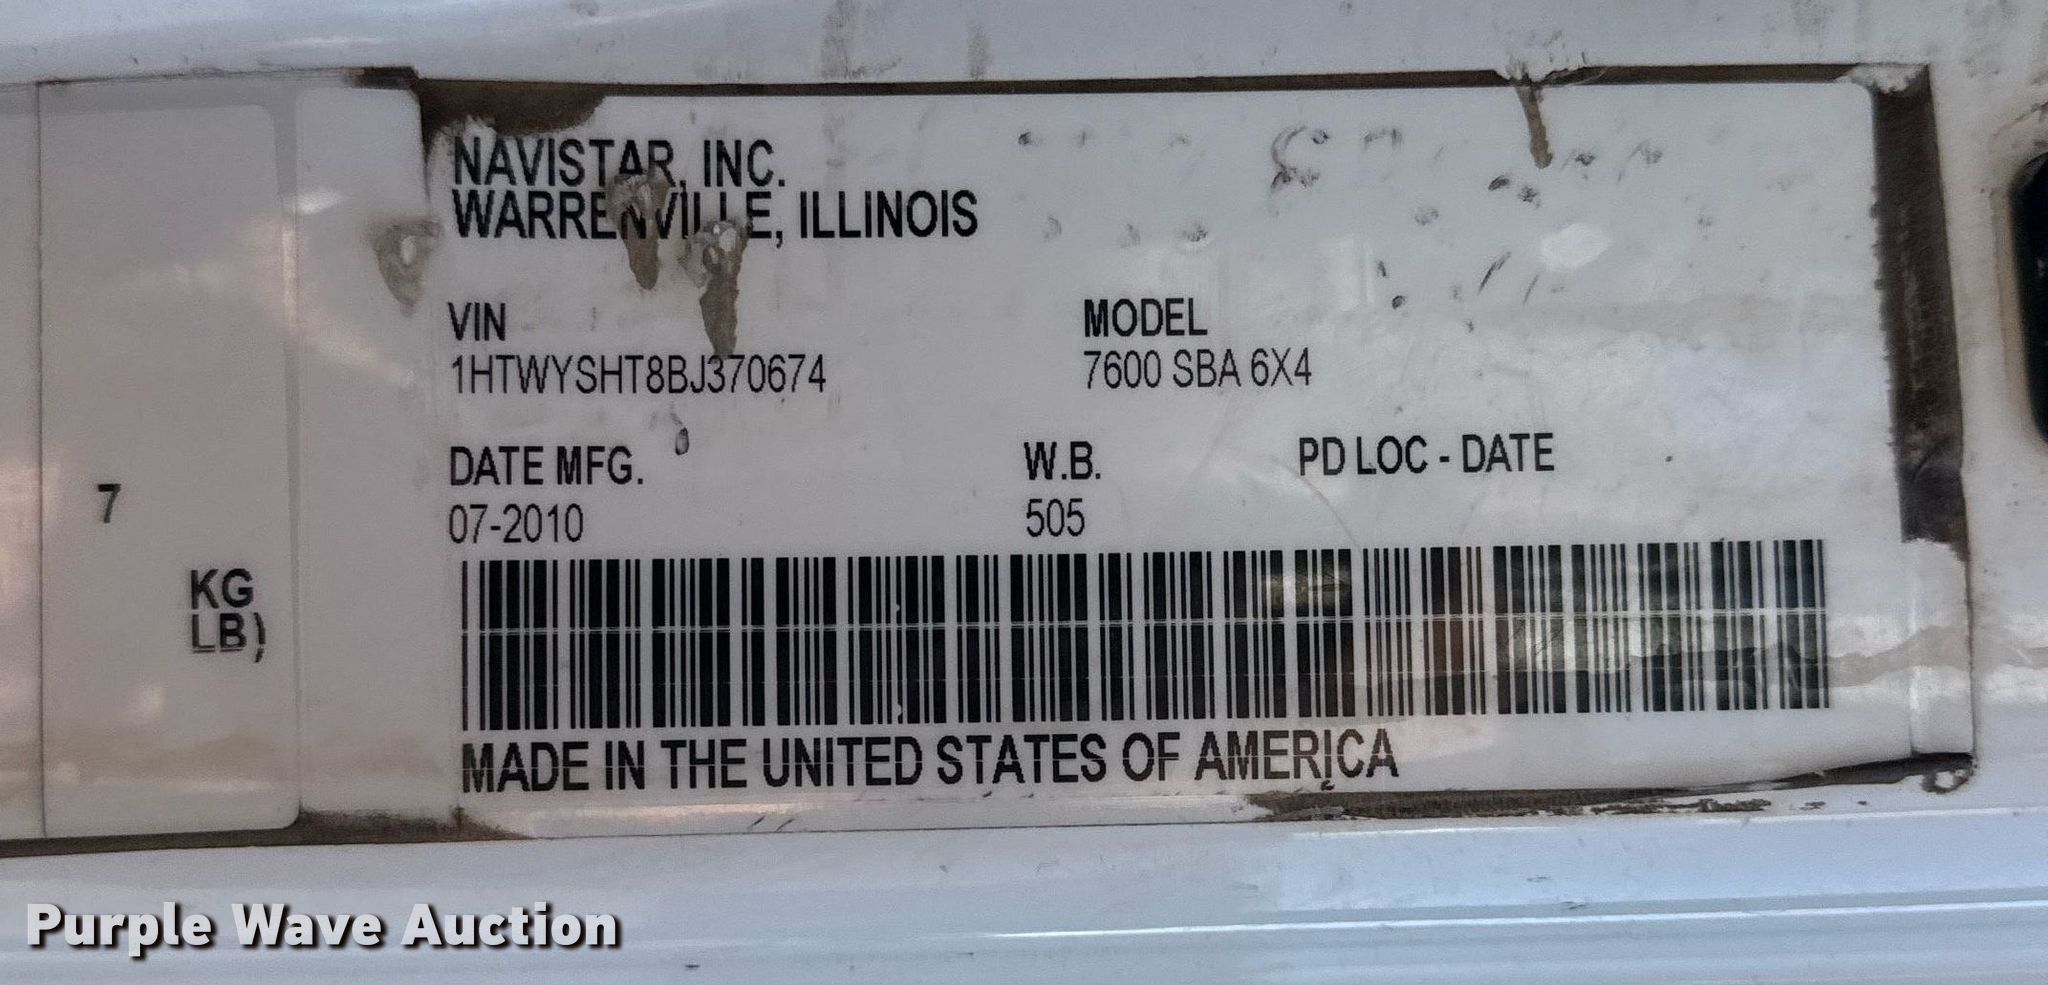 NAVISTAR, INC.
WARRENVILLE, ILLINOIS
VIN
1HTWYSHT8BJ370674
MODEL
7600 SBA 6X4
DATE MFG.
07-2010
W.B.
505
PD LOC - DATE
7
KG
LB)
MADE IN THE UNITED STATES OF AMERICA
Purple Wave Auction